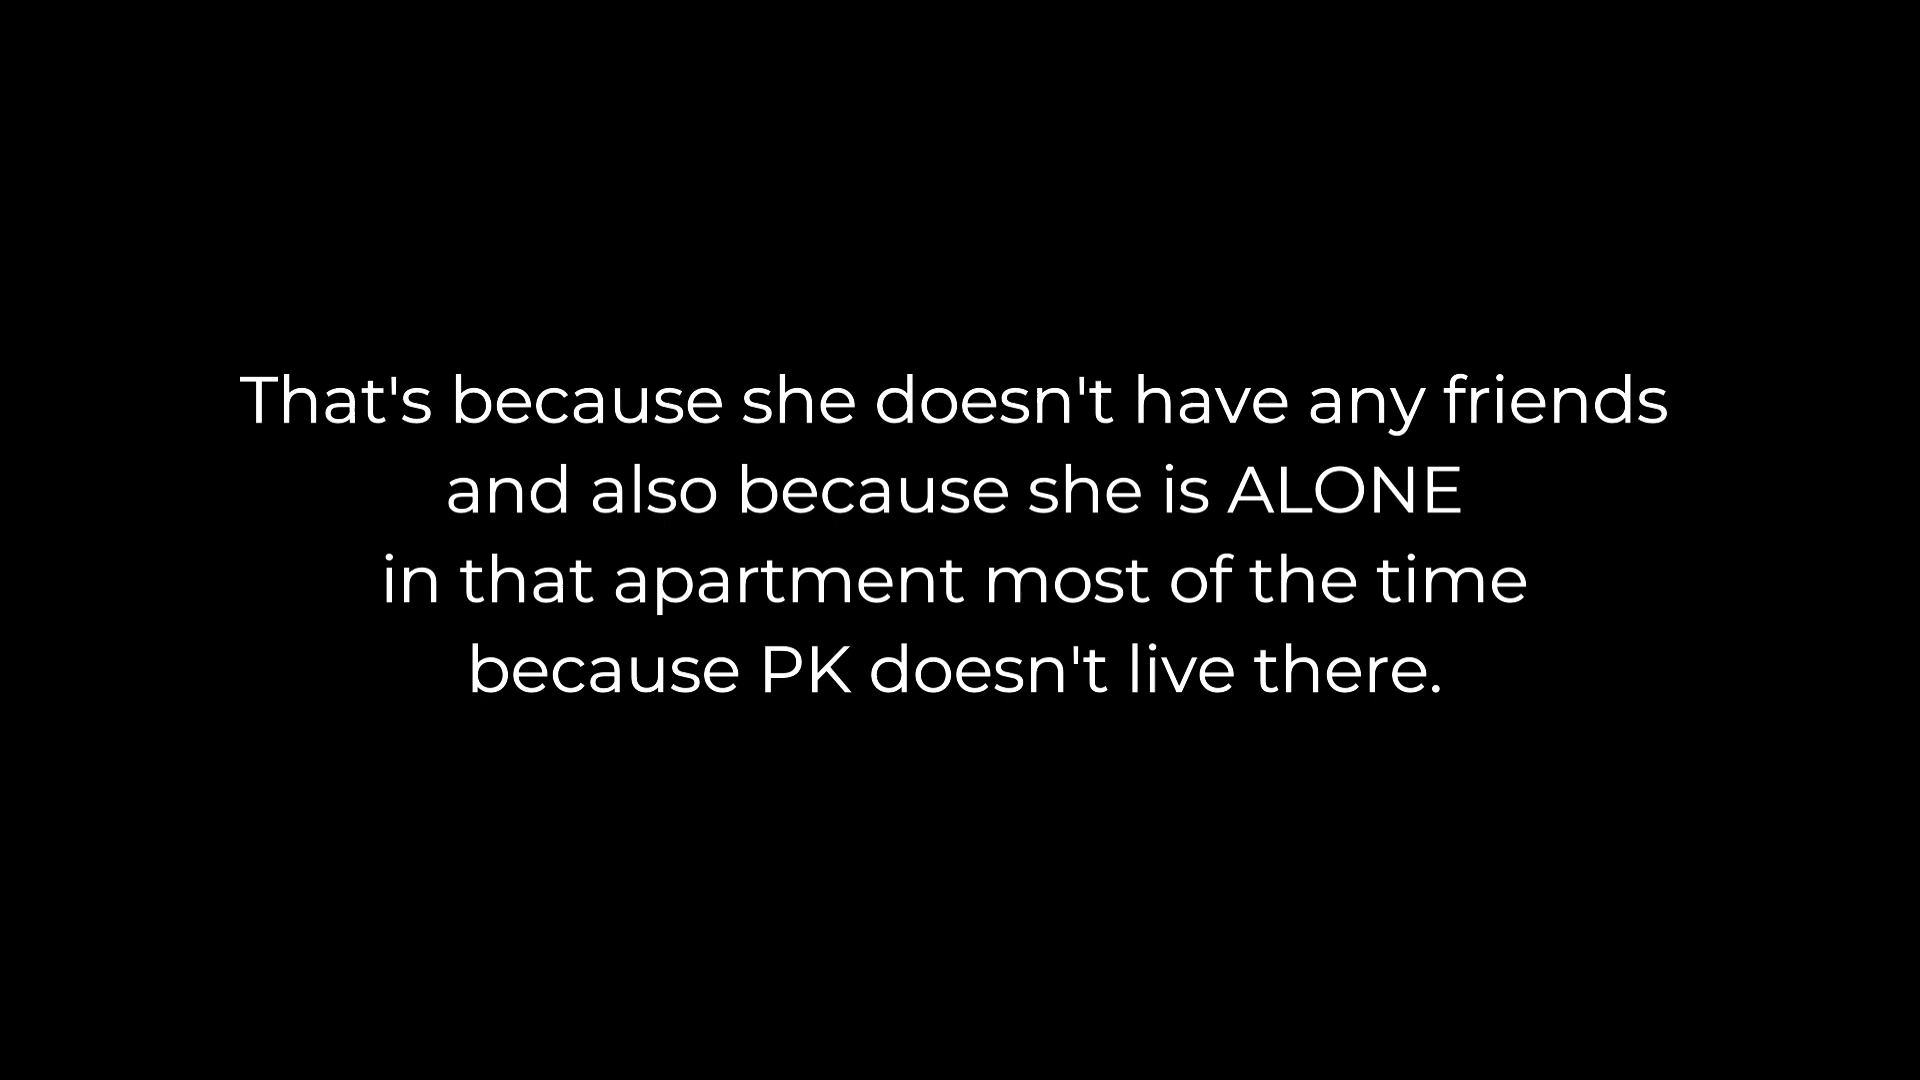 That's because she doesn't have any friends
and also because she is ALONE
in that apartment most of the time
because PK doesn't live there.